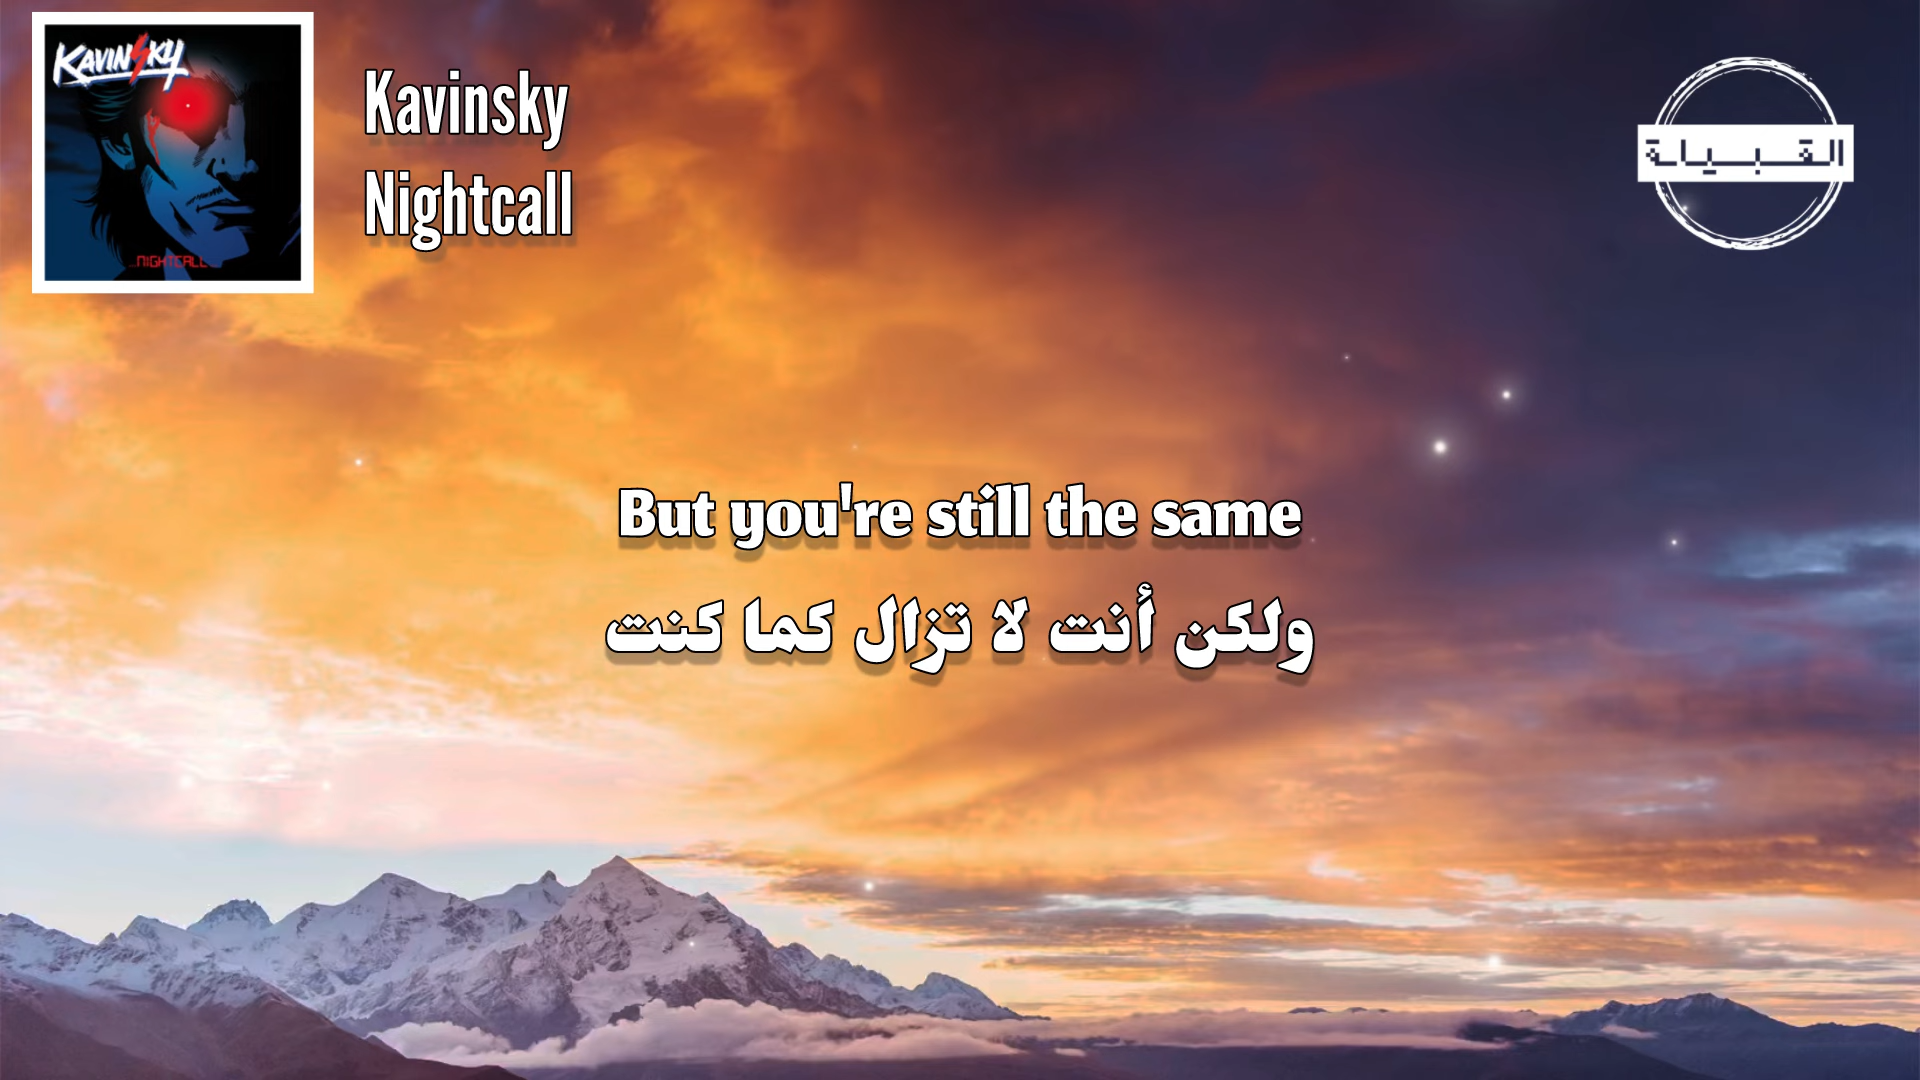 KAVINSKY
NIGHTCALL
Kavinsky
Nightcall
القبيلة
But you're still the same
ولكن أنت لا تزال كما كنت